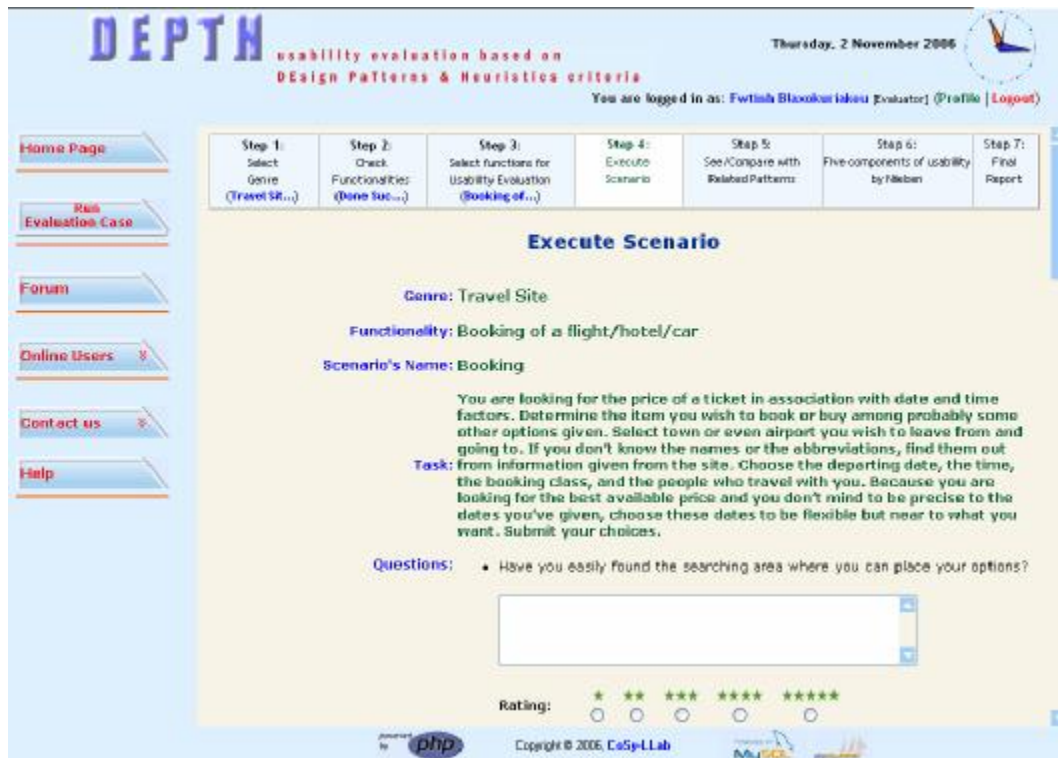 DEPTH
usability evaluation based on
DEsign PaTterns & Heuristics criteria
Thursday, 2 November 2006
You are logged in as: Fwtinh Blaxokuriakou [Evaluator] (Profile | Logout)
Home Page
Run
Evaluation Case
Forum
Online Users
Contact us
Help
Step 1:
Select
Genre
(Travel Sit...)
Step 2:
Check
Functionalities
(Done Suc...)
Step 3:
Select functions for
Usability Evaluation
(Booking of...)
Step 4:
Execute
Scenario
Step 5:
See/Compare with
Related Patterns
Step 6:
Five components of usability
by Nielsen
Step 7:
Final
Report
Execute Scenario
Genre: Travel Site
Functionality: Booking of a flight/hotel/car
Scenario's Name: Booking
Task:
You are looking for the price of a ticket in association with date and time
factors. Determine the item you wish to book or buy among probably some
other options given. Select town or even airport you wish to leave from and
going to. If you don't know the names or the abbreviations, find them out
from information given from the site. Choose the departing date, the time,
the booking class, and the people who travel with you. Because you are
looking for the best available price and you don't mind to be precise to the
dates you've given, choose these dates to be flexible but near to what you
want. Submit your choices.
Questions: • Have you easily found the searching area where you can place your options?
Rating:
powered by php
Copyright © 2006, CoSy-LLab
MySQL